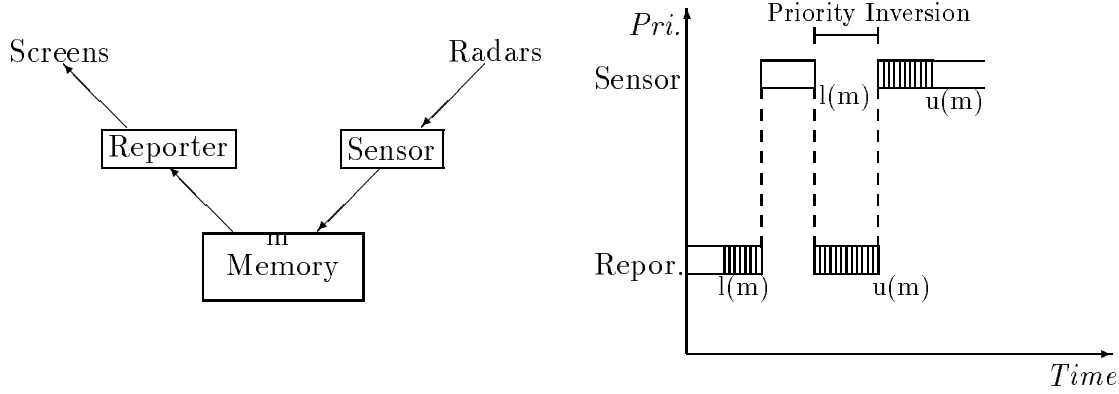 Screens
Radars
Reporter
Sensor
m
Memory
Priority Inversion
Pri.
Sensor
l(m)
u(m)
Repor.
l(m)
u(m)
Time